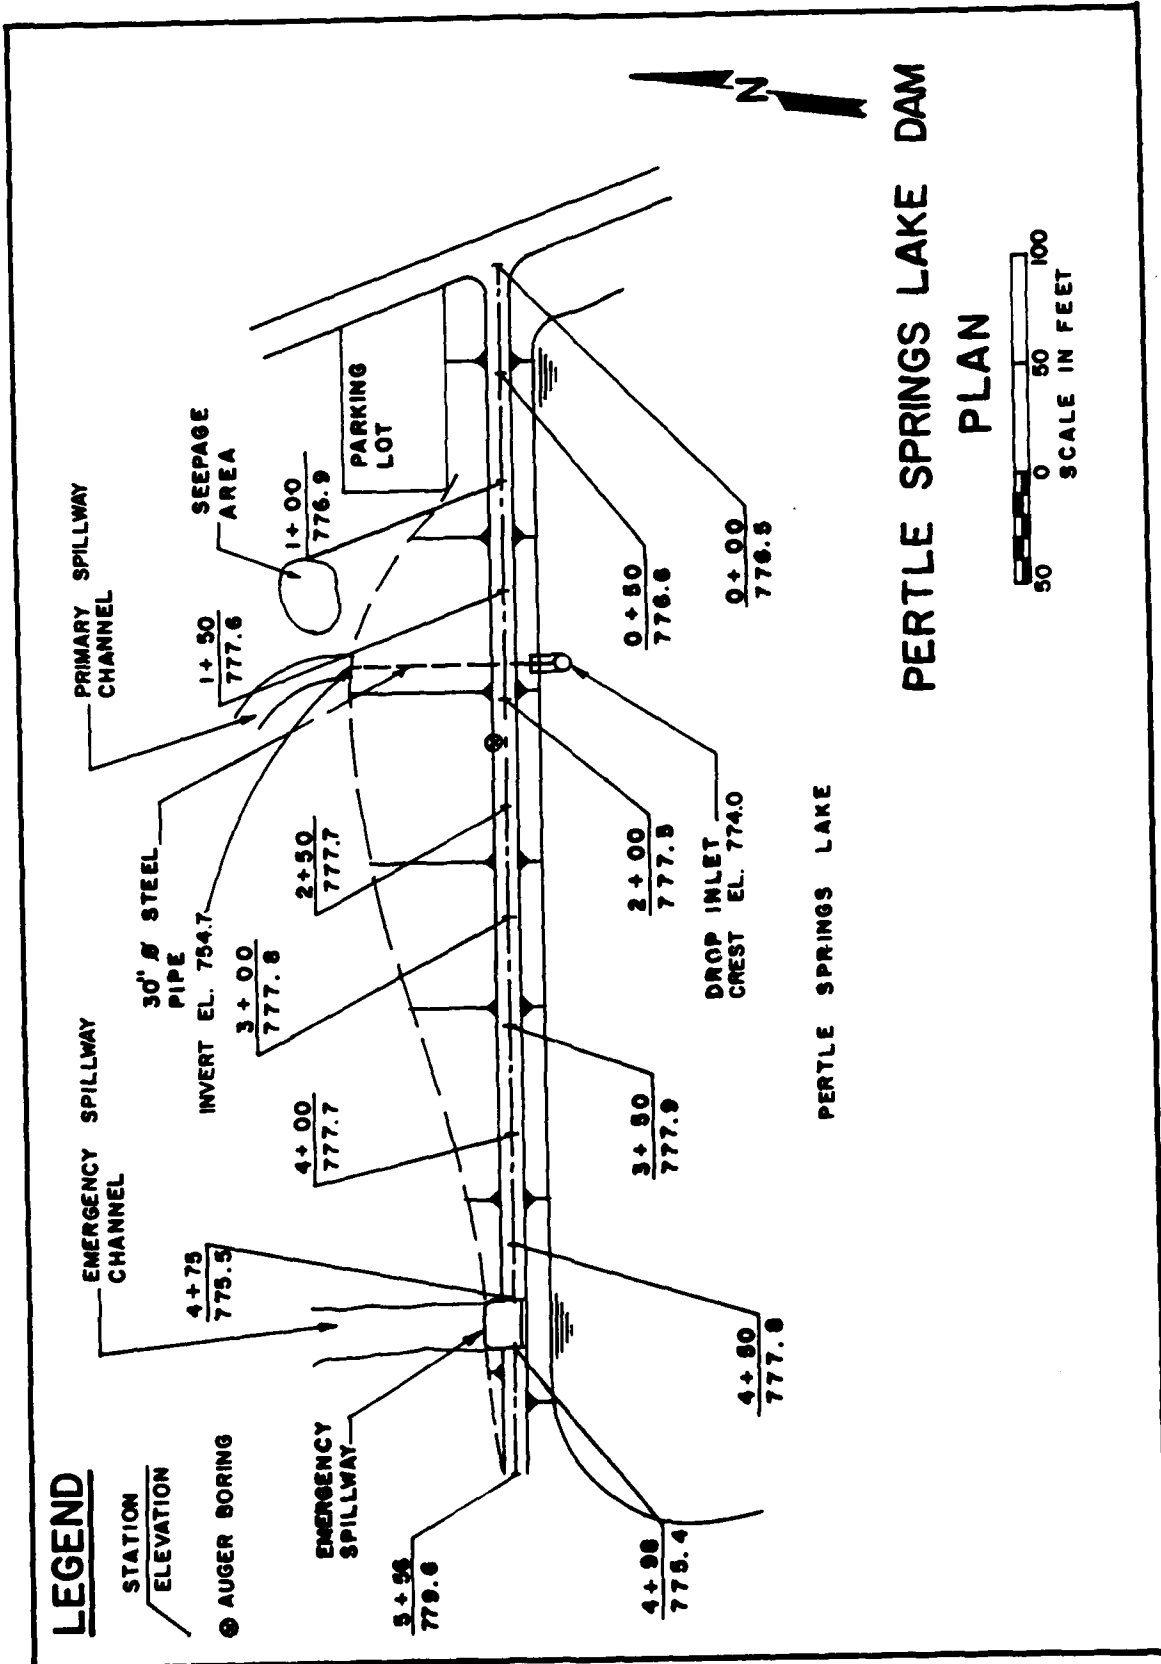 LEGEND
STATION
ELEVATION
AUGER BORING
EMERGENCY SPILLWAY
CHANNEL
PRIMARY SPILLWAY
CHANNEL
SEEPAGE
AREA
PARKING
LOT
30" Ø STEEL
PIPE
INVERT EL. 754.7
EMERGENCY
SPILLWAY
4+75
775.5
4+00
777.7
3+00
777.8
2+50
777.7
1+50
777.6
1+00
776.9
5+56
779.6
4+98
775.4
4+50
777.8
3+50
777.9
2+00
777.5
0+50
776.6
0+00
776.5
DROP INLET
CREST EL. 774.0
PERTLE SPRINGS LAKE
N
PERTLE SPRINGS LAKE DAM
PLAN
50 0 50 100
SCALE IN FEET